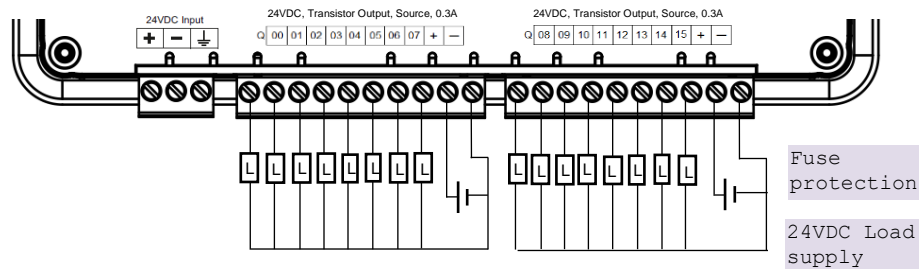 24VDC Input
24VDC, Transistor Output, Source, 0.3A
24VDC, Transistor Output, Source, 0.3A
+ −
Q 00 01 02 03 04 05 06 07 + −
Q 08 09 10 11 12 13 14 15 + −
L L L L L L L L
L L L L L L L L
Fuse
protection
24VDC Load
supply